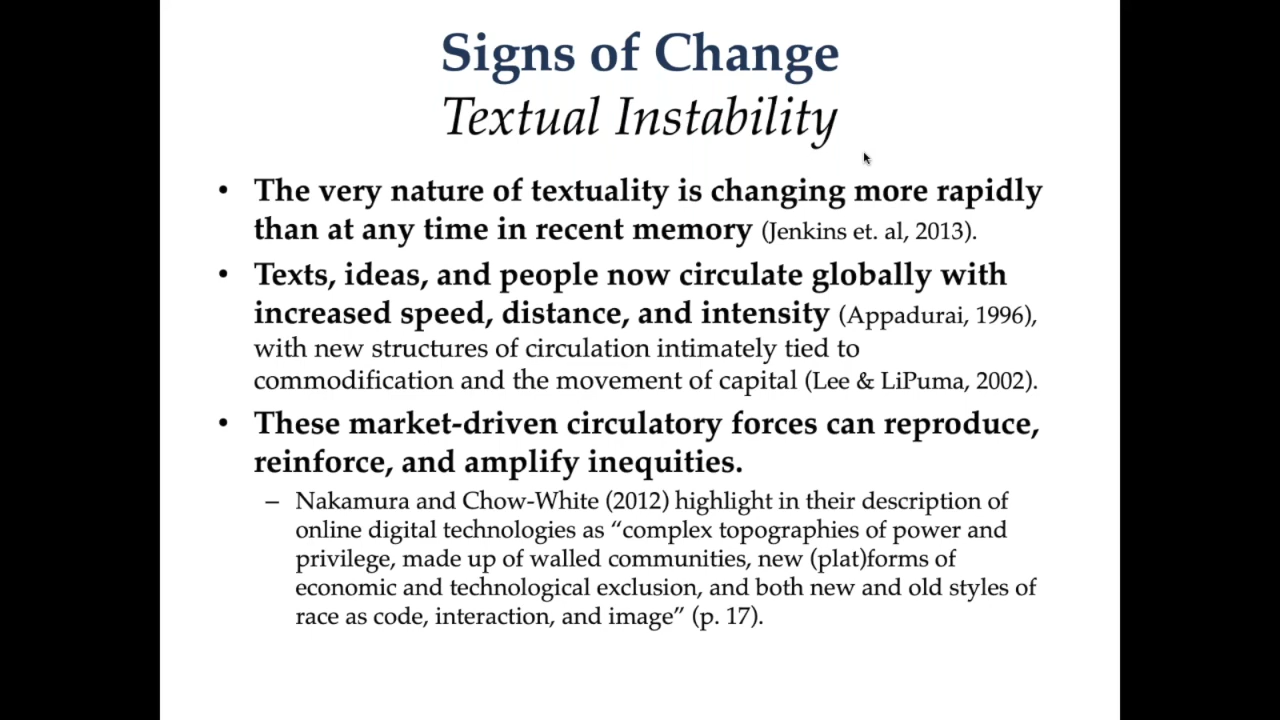 Signs of Change
Textual Instability
• The very nature of textuality is changing more rapidly
than at any time in recent memory (Jenkins et. al, 2013).
• Texts, ideas, and people now circulate globally with
increased speed, distance, and intensity (Appadurai, 1996),
with new structures of circulation intimately tied to
commodification and the movement of capital (Lee & LiPuma, 2002).
• These market-driven circulatory forces can reproduce,
reinforce, and amplify inequities.
– Nakamura and Chow-White (2012) highlight in their description of
online digital technologies as “complex topographies of power and
privilege, made up of walled communities, new (plat)forms of
economic and technological exclusion, and both new and old styles of
race as code, interaction, and image” (p. 17).